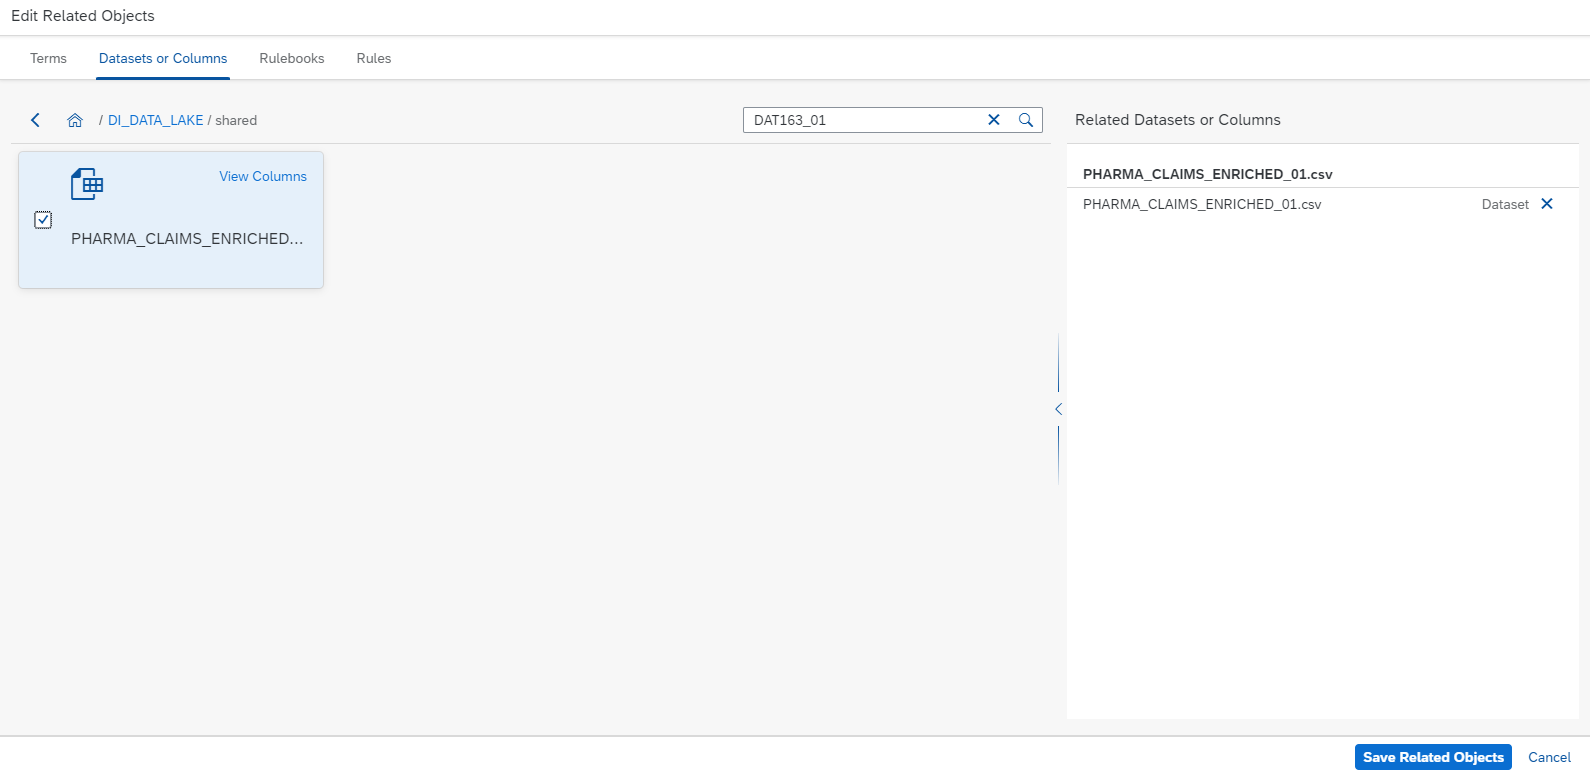 Edit Related Objects
Terms Datasets or Columns Rulebooks Rules
/ DI_DATA_LAKE / shared
DAT163_01
Related Datasets or Columns
View Columns
PHARMA_CLAIMS_ENRICHED...
PHARMA_CLAIMS_ENRICHED_01.csv
PHARMA_CLAIMS_ENRICHED_01.csv Dataset
Save Related Objects Cancel